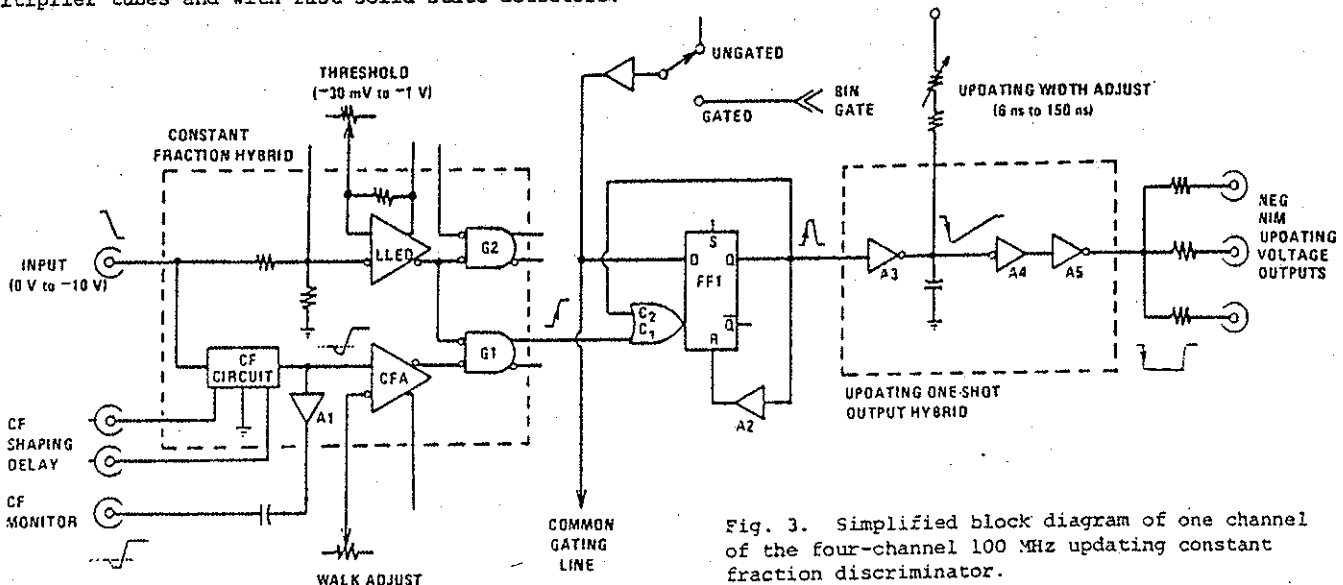 tiplier tubes and with fast solid state detectors.
UNGATED
THRESHOLD
(~30 mV to ~1 V)
GATED
BIN
GATE
UPDATING WIDTH ADJUST
(6 ns to 150 ns)
CONSTANT
FRACTION HYBRID
LLED
G2
INPUT
(0 V to −10 V)
D
S
Q
FF1
Q̅
R
C2
C1
A3
A4
A5
NEG
NIM
UPDATING
VOLTAGE
OUTPUTS
CF
CIRCUIT
CFA
G1
A1
A2
UPDATING ONE-SHOT
OUTPUT HYBRID
CF
SHAPING
DELAY
CF
MONITOR
WALK ADJUST
COMMON
GATING
LINE
Fig. 3. Simplified block diagram of one channel
of the four-channel 100 MHz updating constant
fraction discriminator.